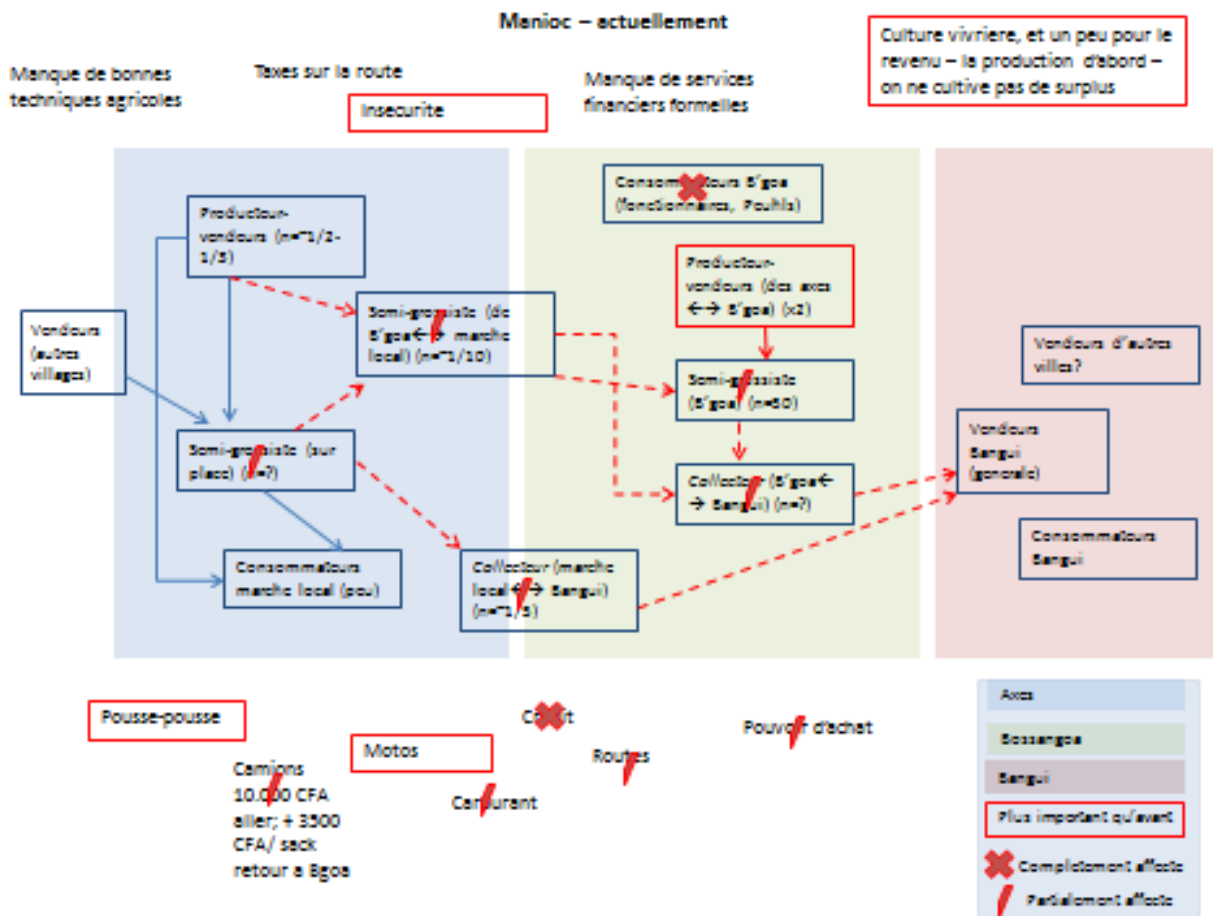 Manioc – actuellement
Culture vivriere, et un peu pour le
revenu – la production d'abord –
on ne cultive pas de surplus
Manque de bonnes
techniques agricoles
Taxes sur la route
Insecurite
Manque de services
financiers formelles
Consommateurs B'goa
(fonctionnaires, Peuhls)
Producteur-
vendeurs (n=~1/2-
1/3)
Producteur-
vendeurs (des axes
←→ B'goa) (x2)
Semi-grossiste (de
B'goa←→ marche
local) (n=~1/10)
Vendeurs
(autres
villages)
Vendeurs d'autres
villes?
Semi-grossiste
(B'goa) (n=50)
Semi-grossiste (sur
place) (n=?)
Vendeurs
Bangui
(generale)
Collecteur (B'goa←
→ Bangui) (n=?)
Consommateurs
Bangui
Consommateurs
marche local (peu)
Collecteur (marche
local←→ Bangui)
(n=~1/3)
Pousse-pousse
Motos
Credit
Routes
Pouvoir d'achat
Camions
10.000 CFA
aller; + 3500
CFA/ sack
retour a Bgoa
Carburant
Axes
Bossangoa
Bangui
Plus important qu'avant
Completement affecte
Partialement affecte